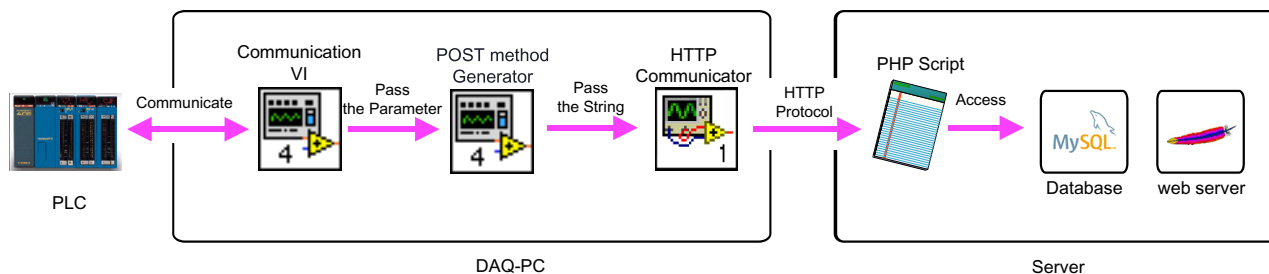 Communication
VI
POST method
Generator
HTTP
Communicator
PHP Script
Communicate
Pass
the Parameter
Pass
the String
HTTP
Protocol
Access
4
4
1
MySQL
PLC
Database
web server
DAQ-PC
Server